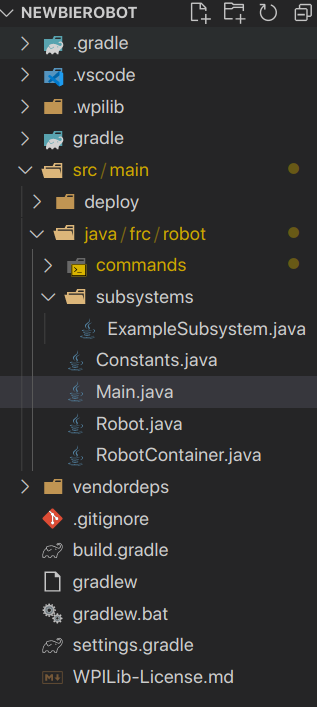 NEWBIEROBOT
.gradle
.vscode
.wpilib
gradle
src/main
deploy
java/frc/robot
commands
subsystems
ExampleSubsystem.java
Constants.java
Main.java
Robot.java
RobotContainer.java
vendordeps
.gitignore
build.gradle
gradlew
gradlew.bat
settings.gradle
WPILib-License.md